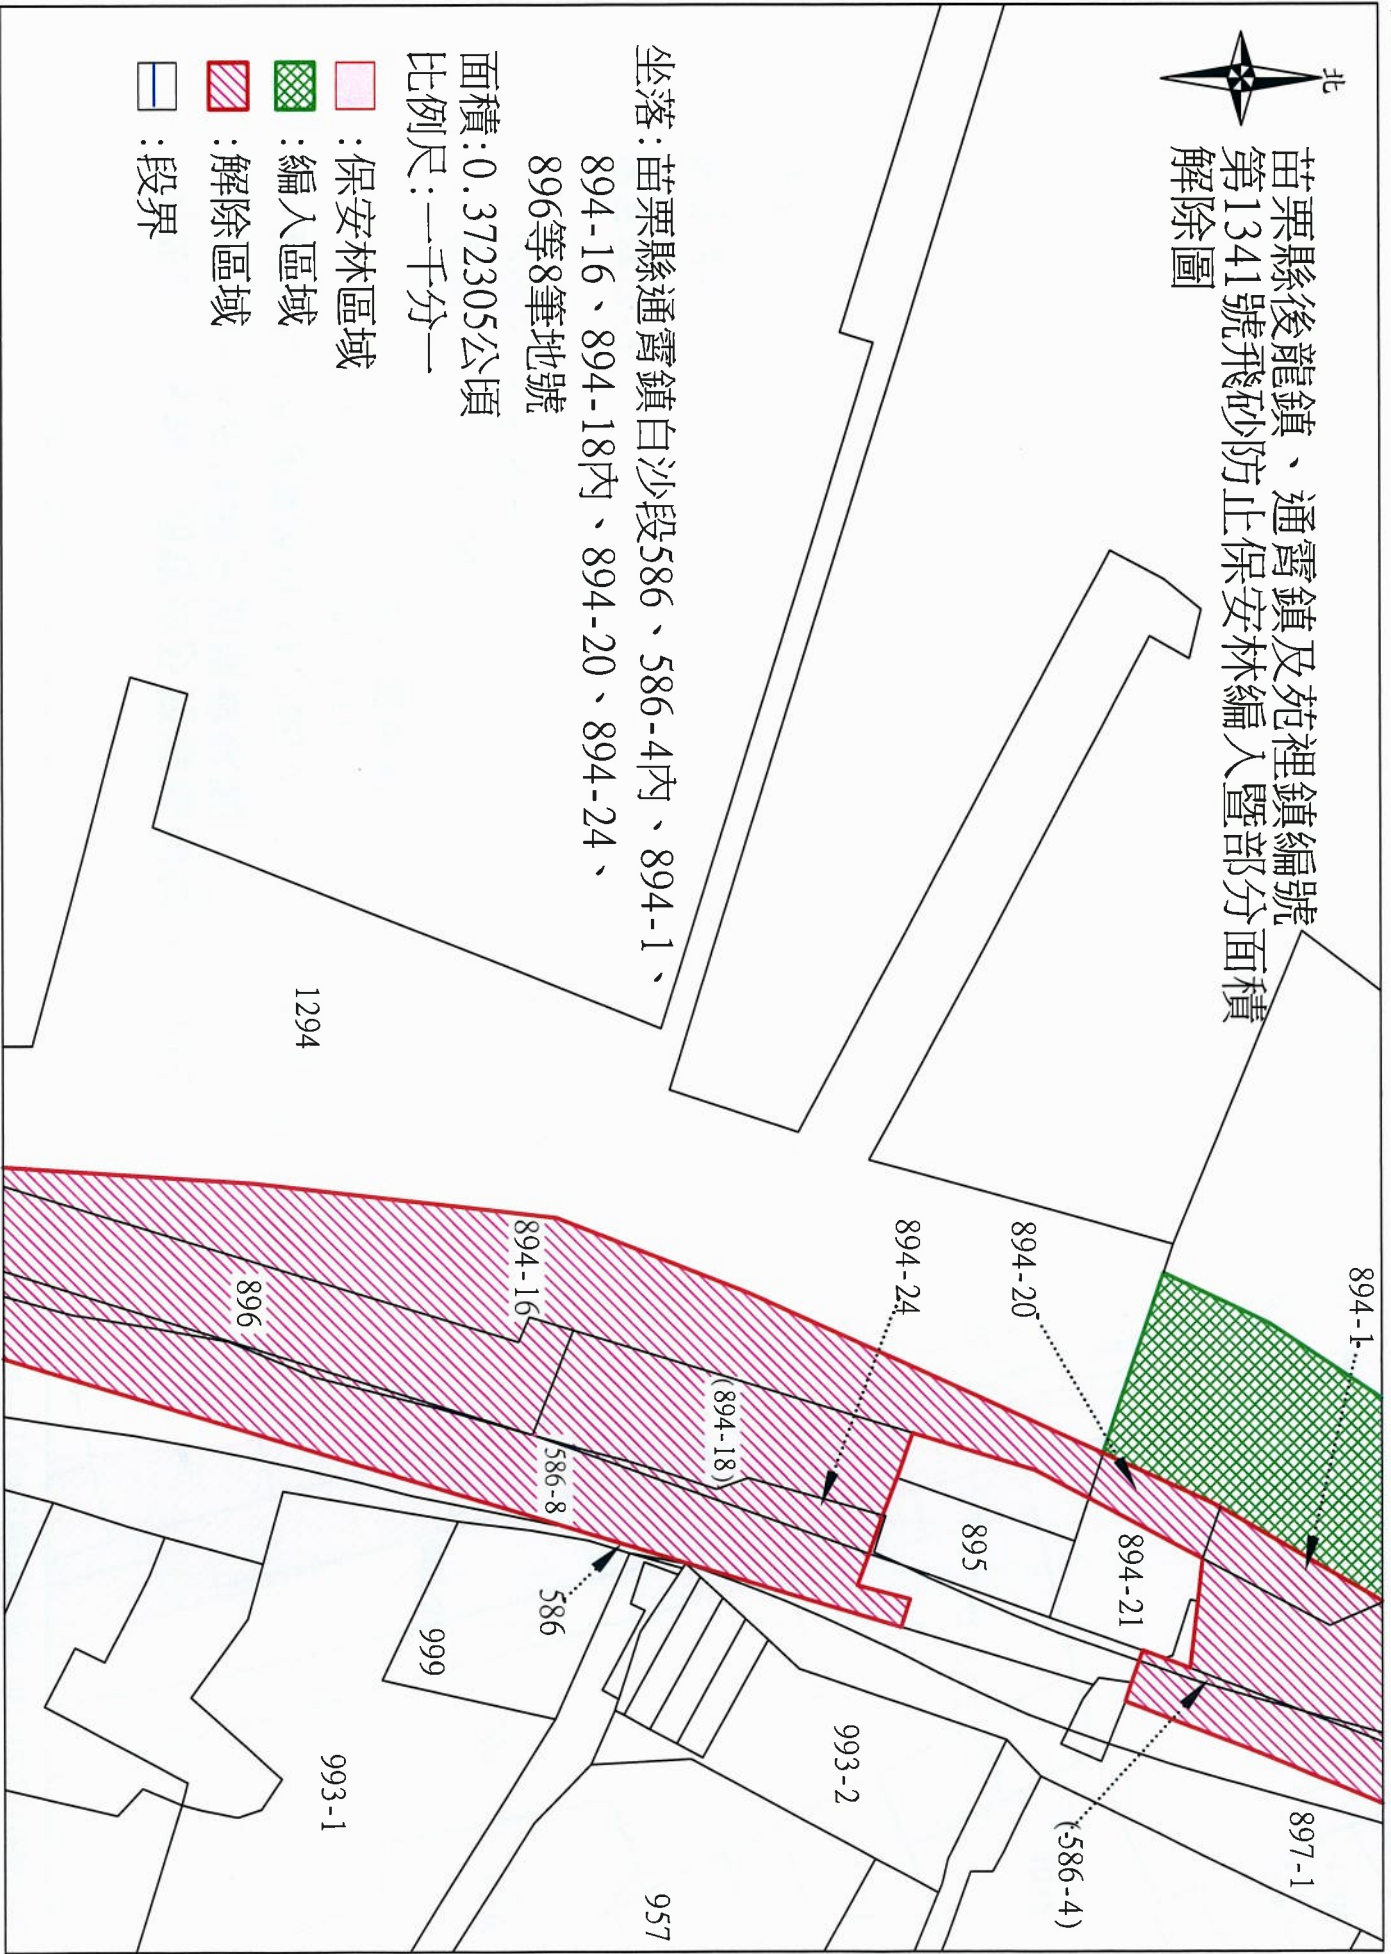 北
苗栗縣後龍鎮、通霄鎮及苑裡鎮編號
第1341號飛砂防止保安林編入暨部分面積
解除圖
坐落:苗栗縣通霄鎮白沙段586、586-4內、894-1、
894-16、894-18內、894-20、894-24、
896等8筆地號
面積:0.372305公頃
比例尺:一千分一
:保安林區域
:編入區域
:解除區域
:段界
894-1
894-20
894-24
894-16
(894-18)
896
1294
895
894-21
586-8
586
(586-4)
897-1
999
993-2
993-1
957